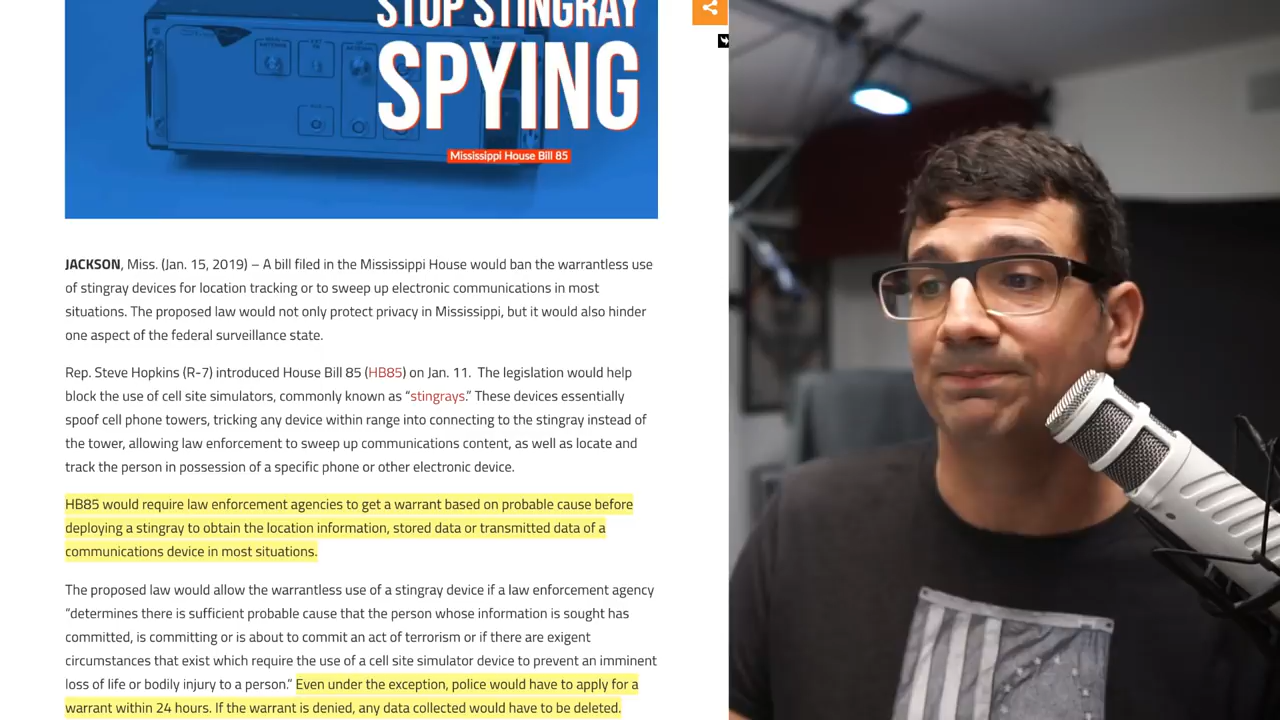 STOP STINGRAY
SPYING
Mississippi House Bill 85
JACKSON, Miss. (Jan. 15, 2019) – A bill filed in the Mississippi House would ban the warrantless use
of stingray devices for location tracking or to sweep up electronic communications in most
situations. The proposed law would not only protect privacy in Mississippi, but it would also hinder
one aspect of the federal surveillance state.
Rep. Steve Hopkins (R-7) introduced House Bill 85 (HB85) on Jan. 11.  The legislation would help
block the use of cell site simulators, commonly known as “stingrays.” These devices essentially
spoof cell phone towers, tricking any device within range into connecting to the stingray instead of
the tower, allowing law enforcement to sweep up communications content, as well as locate and
track the person in possession of a specific phone or other electronic device.
HB85 would require law enforcement agencies to get a warrant based on probable cause before
deploying a stingray to obtain the location information, stored data or transmitted data of a
communications device in most situations.
The proposed law would allow the warrantless use of a stingray device if a law enforcement agency
“determines there is sufficient probable cause that the person whose information is sought has
committed, is committing or is about to commit an act of terrorism or if there are exigent
circumstances that exist which require the use of a cell site simulator device to prevent an imminent
loss of life or bodily injury to a person.” Even under the exception, police would have to apply for a
warrant within 24 hours. If the warrant is denied, any data collected would have to be deleted.